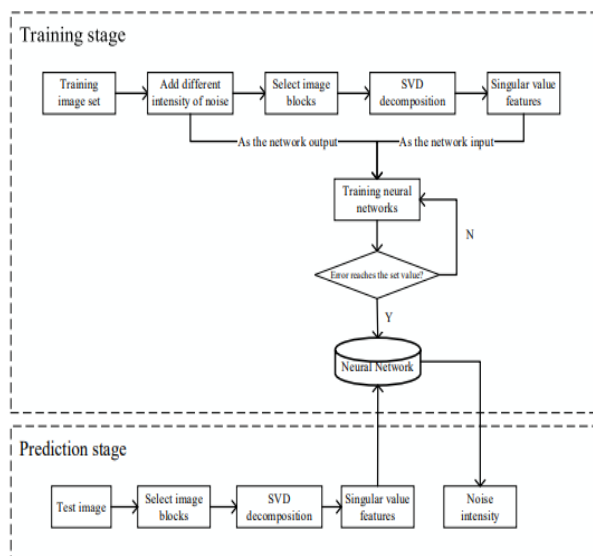 Training stage
Training
image set
Add different
intensity of noise
Select image
blocks
SVD
decomposition
Singular value
features
As the network output
As the network input
Training neural
networks
N
Error reaches the set value?
Y
Neural Network
Prediction stage
Test image
Select image
blocks
SVD
decomposition
Singular value
features
Noise
intensity